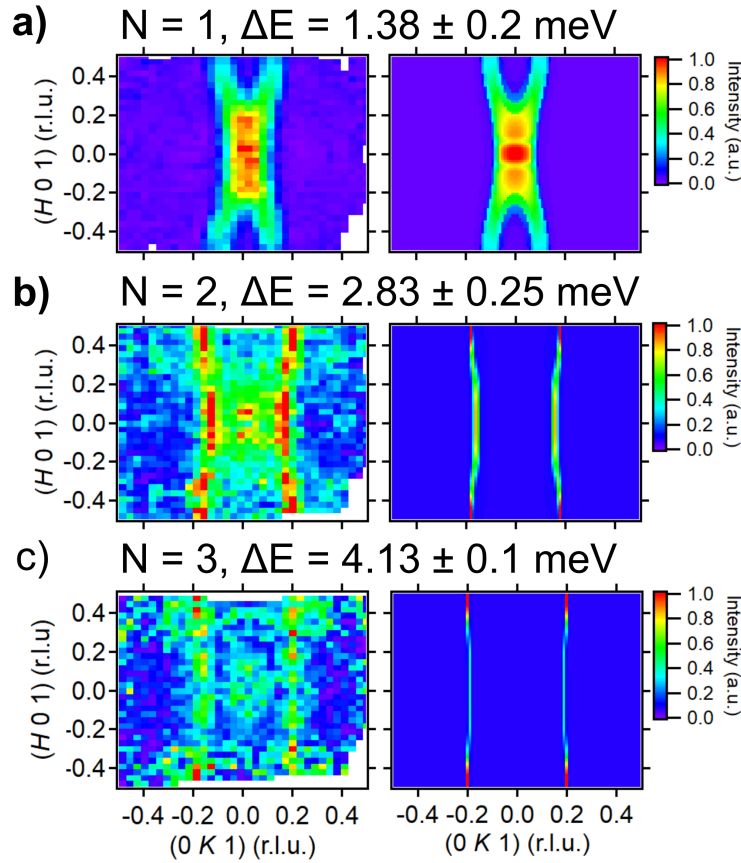 a) N = 1, ΔE = 1.38 ± 0.2 meV
(H 0 1) (r.l.u.)
0.4
0.2
0.0
-0.2
-0.4
1.0
0.8
0.6
0.4
0.2
0.0
Intensity (a.u.)
b) N = 2, ΔE = 2.83 ± 0.25 meV
(H 0 1) (r.l.u.)
0.4
0.2
0.0
-0.2
-0.4
1.0
0.8
0.6
0.4
0.2
0.0
Intensity (a.u.)
c) N = 3, ΔE = 4.13 ± 0.1 meV
(H 0 1) (r.l.u)
0.4
0.2
0.0
-0.2
-0.4
1.0
0.8
0.6
0.4
0.2
0.0
Intensity (a.u.)
-0.4 -0.2 0.0 0.2 0.4
(0 K 1) (r.l.u.)
-0.4 -0.2 0.0 0.2 0.4
(0 K 1) (r.l.u.)